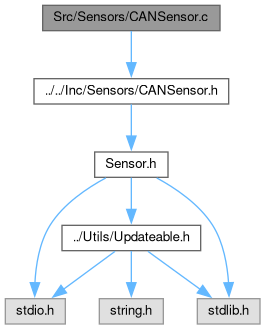 Src/Sensors/CANSensor.c
../../Inc/Sensors/CANSensor.h
Sensor.h
../Utils/Updateable.h
stdio.h
string.h
stdlib.h